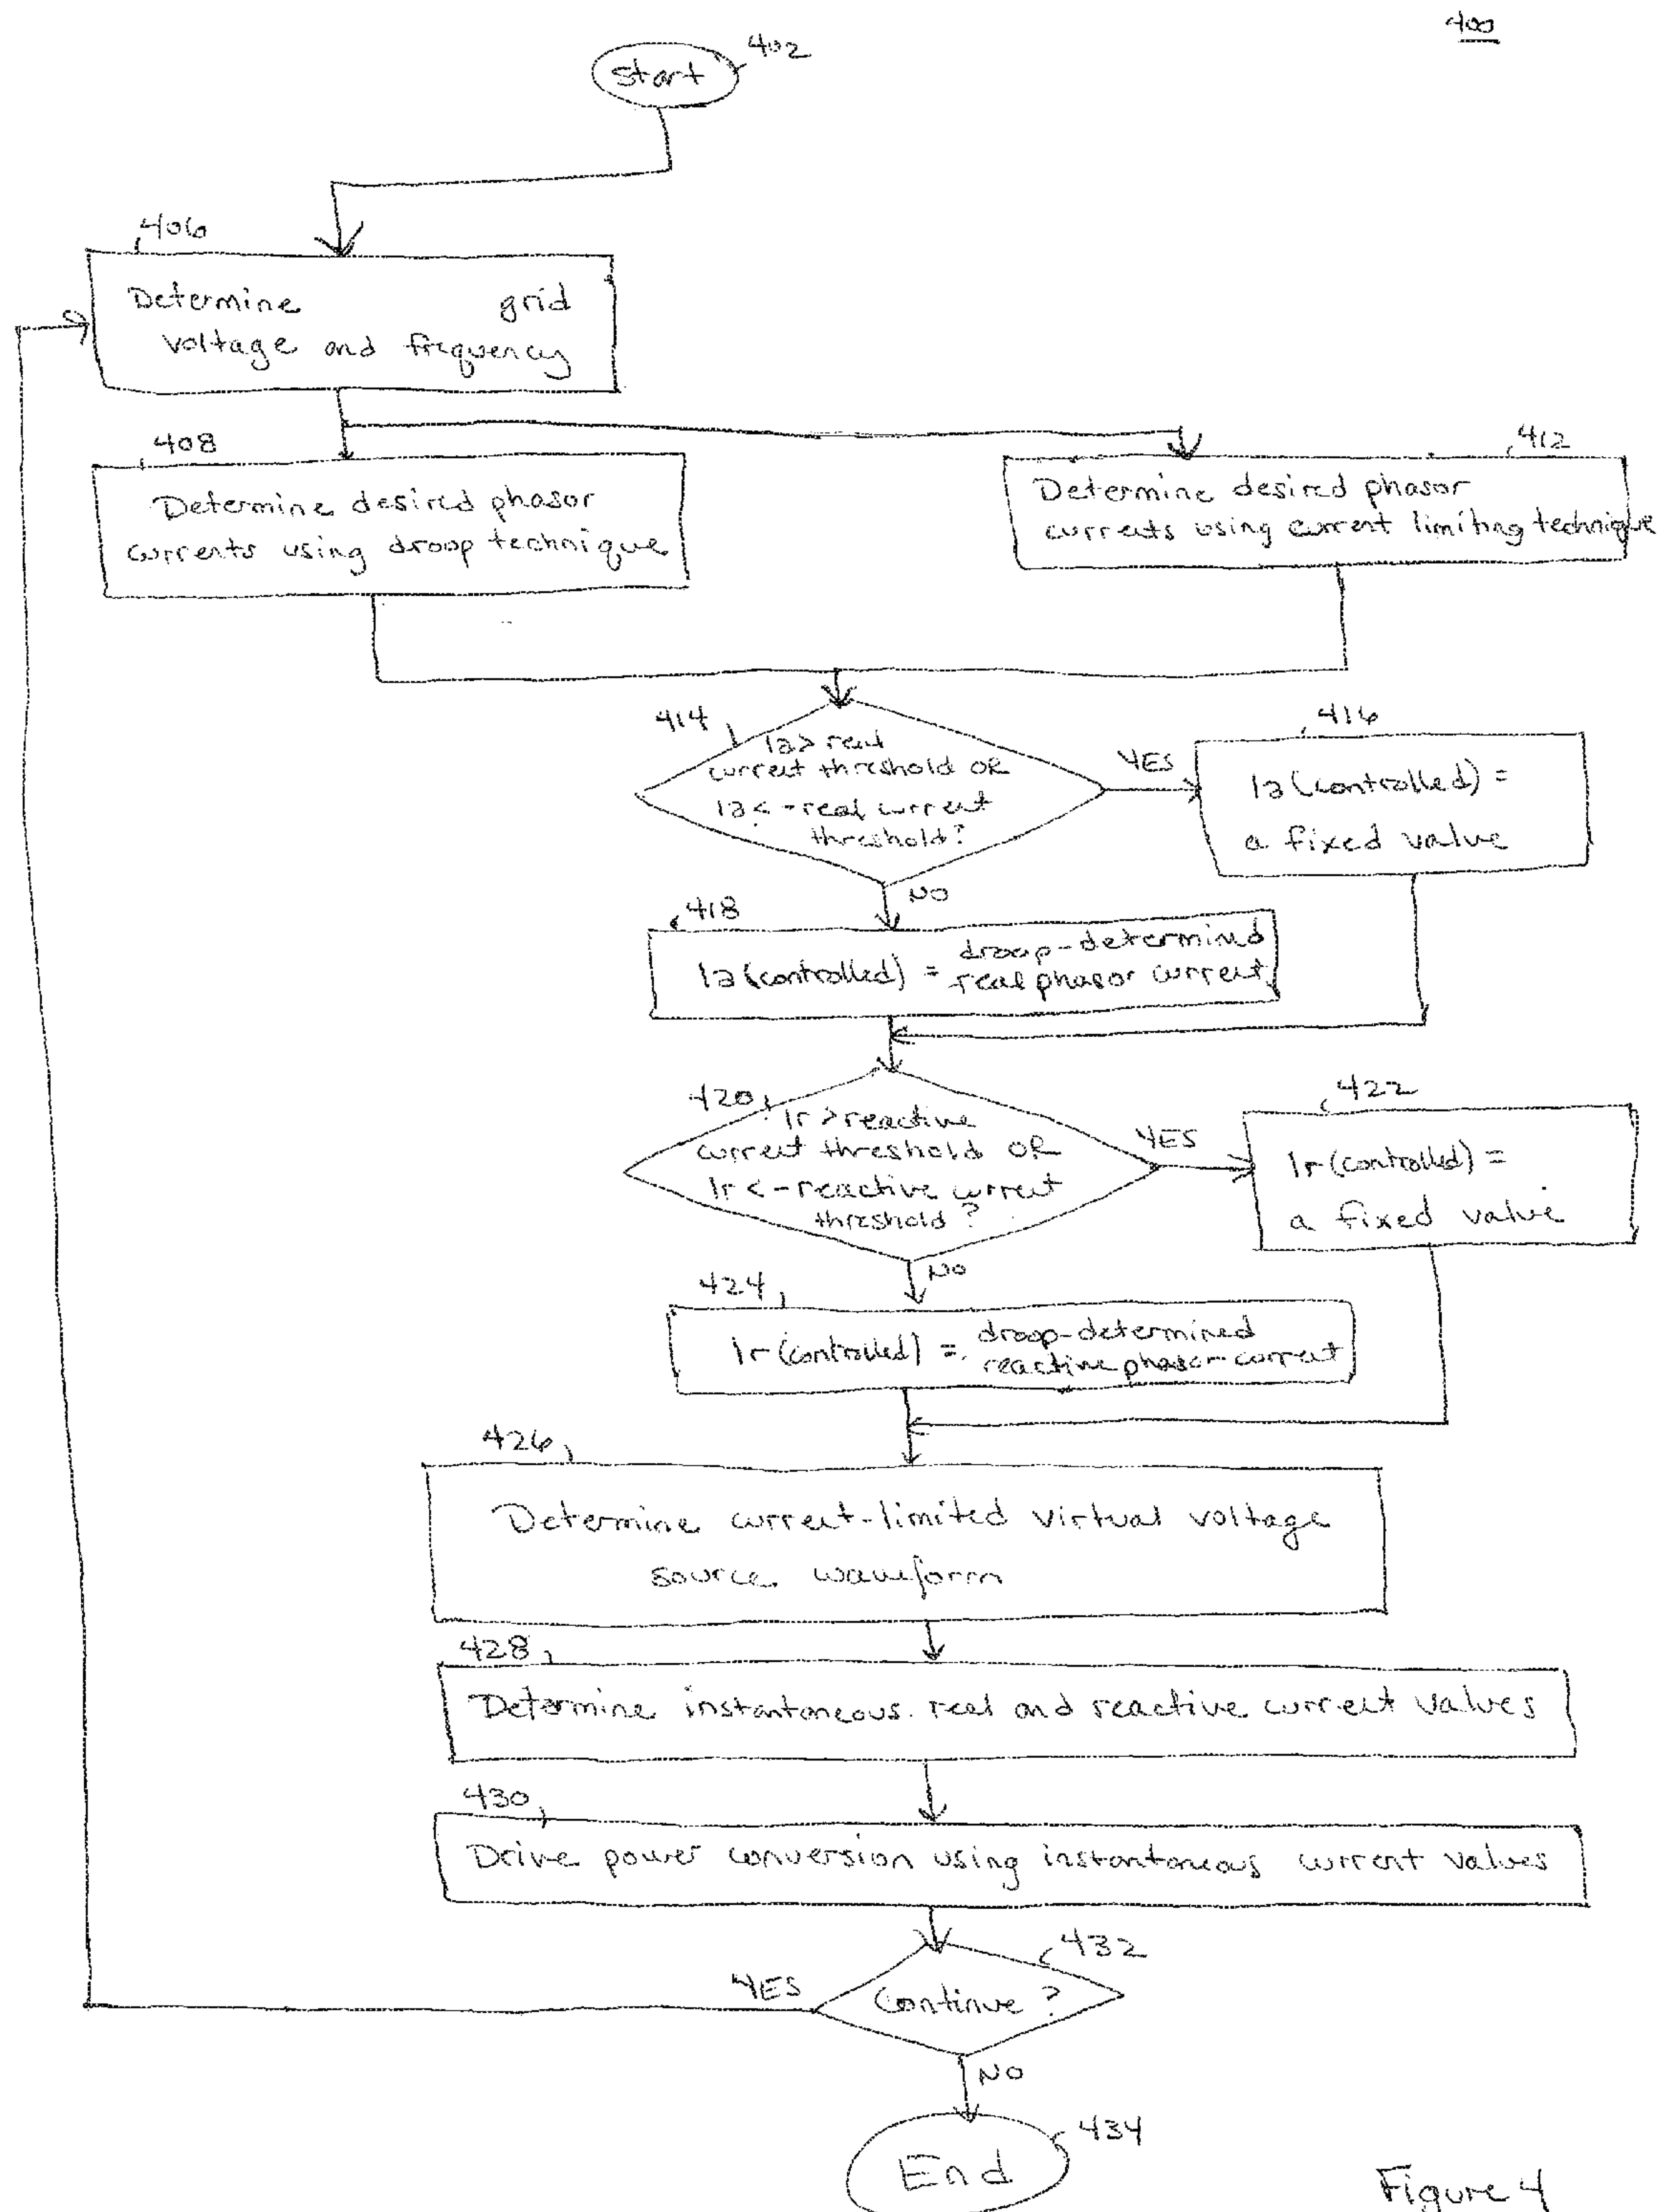 400
start
402
406
Determine grid
voltage and frequency
408
Determine desired phasor
currents using droop technique
412
Determine desired phasor
currents using current limiting technique
414
Ia > real
current threshold OR
Ia < -real current
threshold?
YES
416
Ia (controlled) =
a fixed value
NO
418
Ia (controlled) = droop-determined
real phasor current
420
Ir > reactive
current threshold OR
Ir < -reactive current
threshold?
YES
422
Ir (controlled) =
a fixed value
NO
424
Ir (controlled) = droop-determined
reactive phasor current
426
Determine current-limited virtual voltage
source waveform
428
Determine instantaneous real and reactive current values
430
Drive power conversion using instantaneous current values
432
YES
Continue?
NO
434
End
Figure 4